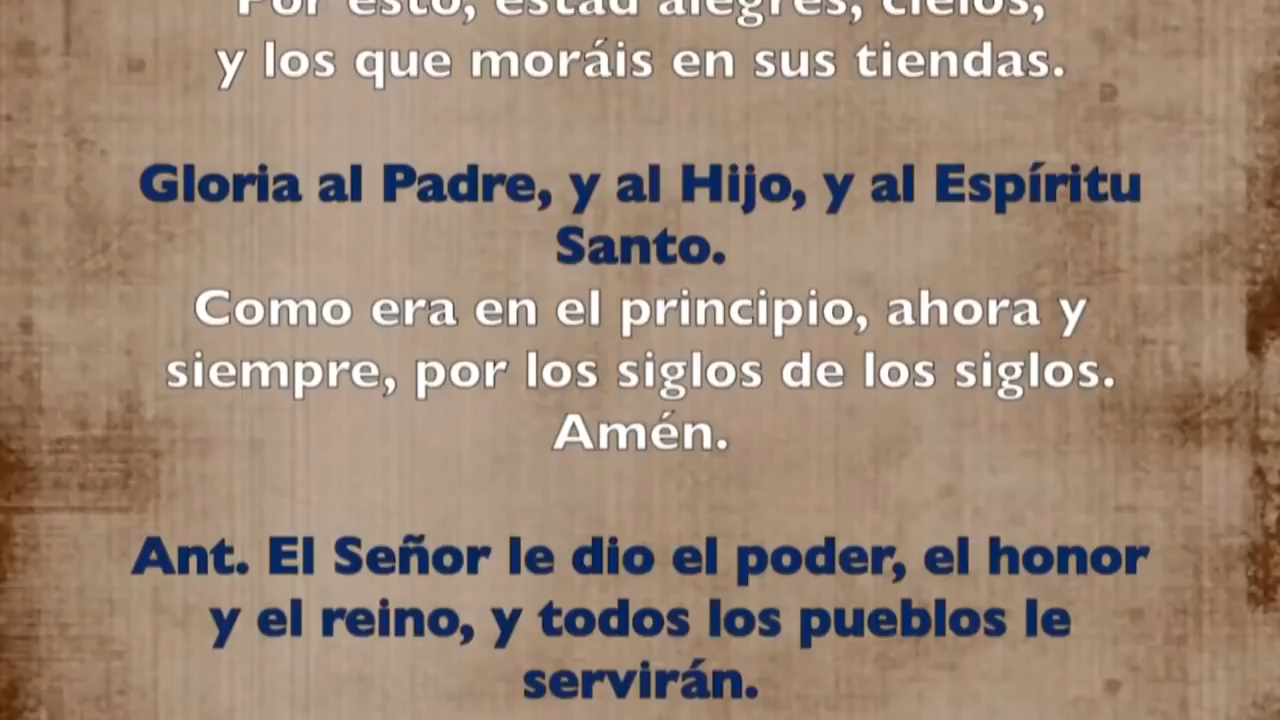 Por esto, estad alegres, cielos,
y los que moráis en sus tiendas.
Gloria al Padre, y al Hijo, y al Espíritu
Santo.
Como era en el principio, ahora y
siempre, por los siglos de los siglos.
Amén.
Ant. El Señor le dio el poder, el honor
y el reino, y todos los pueblos le
servirán.